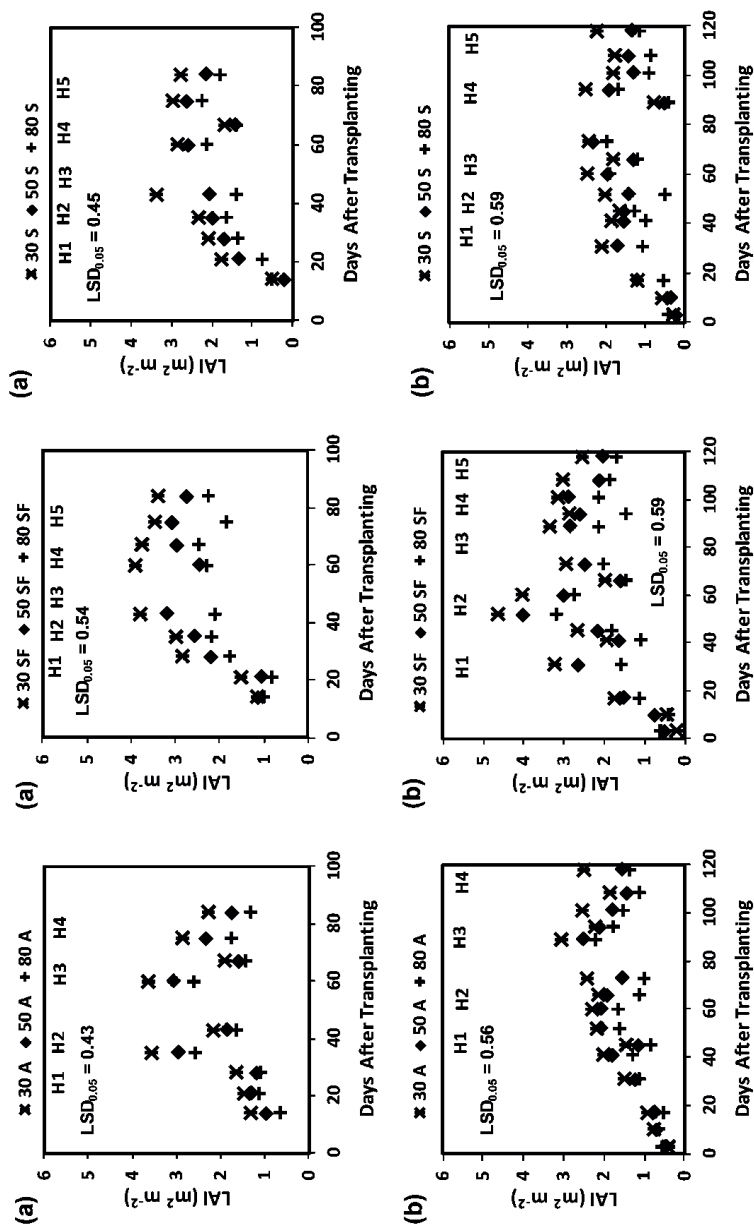 (a)
✖ 30 A ◆ 50 A + 80 A
6
5
4
3
2
1
0
LAI (m² m⁻²)
H1 H2 H3 H4
LSD₀.₀₅ = 0.43
0 20 40 60 80 100
Days After Transplanting
(a)
✖ 30 SF ◆ 50 SF + 80 SF
6
5
4
3
2
1
0
LAI (m² m⁻²)
H1 H2 H3 H4 H5
LSD₀.₀₅ = 0.54
0 20 40 60 80 100
Days After Transplanting
(a)
✖ 30 S ◆ 50 S + 80 S
6
5
4
3
2
1
0
LAI (m² m⁻²)
H1 H2 H3 H4 H5
LSD₀.₀₅ = 0.45
0 20 40 60 80 100
Days After Transplanting
(b)
✖ 30 A ◆ 50 A + 80 A
6
5
4
3
2
1
0
LAI (m² m⁻²)
H1 H2 H3 H4
LSD₀.₀₅ = 0.56
0 20 40 60 80 100 120
Days After Transplanting
(b)
✖ 30 SF ◆ 50 SF + 80 SF
6
5
4
3
2
1
0
LAI (m² m⁻²)
H1 H2 H3 H4 H5
LSD₀.₀₅ = 0.59
0 20 40 60 80 100 120
Days After Transplanting
(b)
✖ 30 S ◆ 50 S + 80 S
6
5
4
3
2
1
0
LAI (m² m⁻²)
H1 H2 H3 H4 H5
LSD₀.₀₅ = 0.59
0 20 40 60 80 100 120
Days After Transplanting